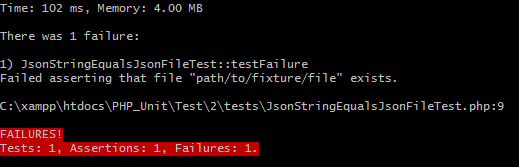 Time: 102 ms, Memory: 4.00 MB
There was 1 failure:
1) JsonStringEqualsJsonFileTest::testFailure
Failed asserting that file "path/to/fixture/file" exists.
C:\xampp\htdocs\PHP_Unit\Test\2\tests\JsonStringEqualsJsonFileTest.php:9
FAILURES!
Tests: 1, Assertions: 1, Failures: 1.